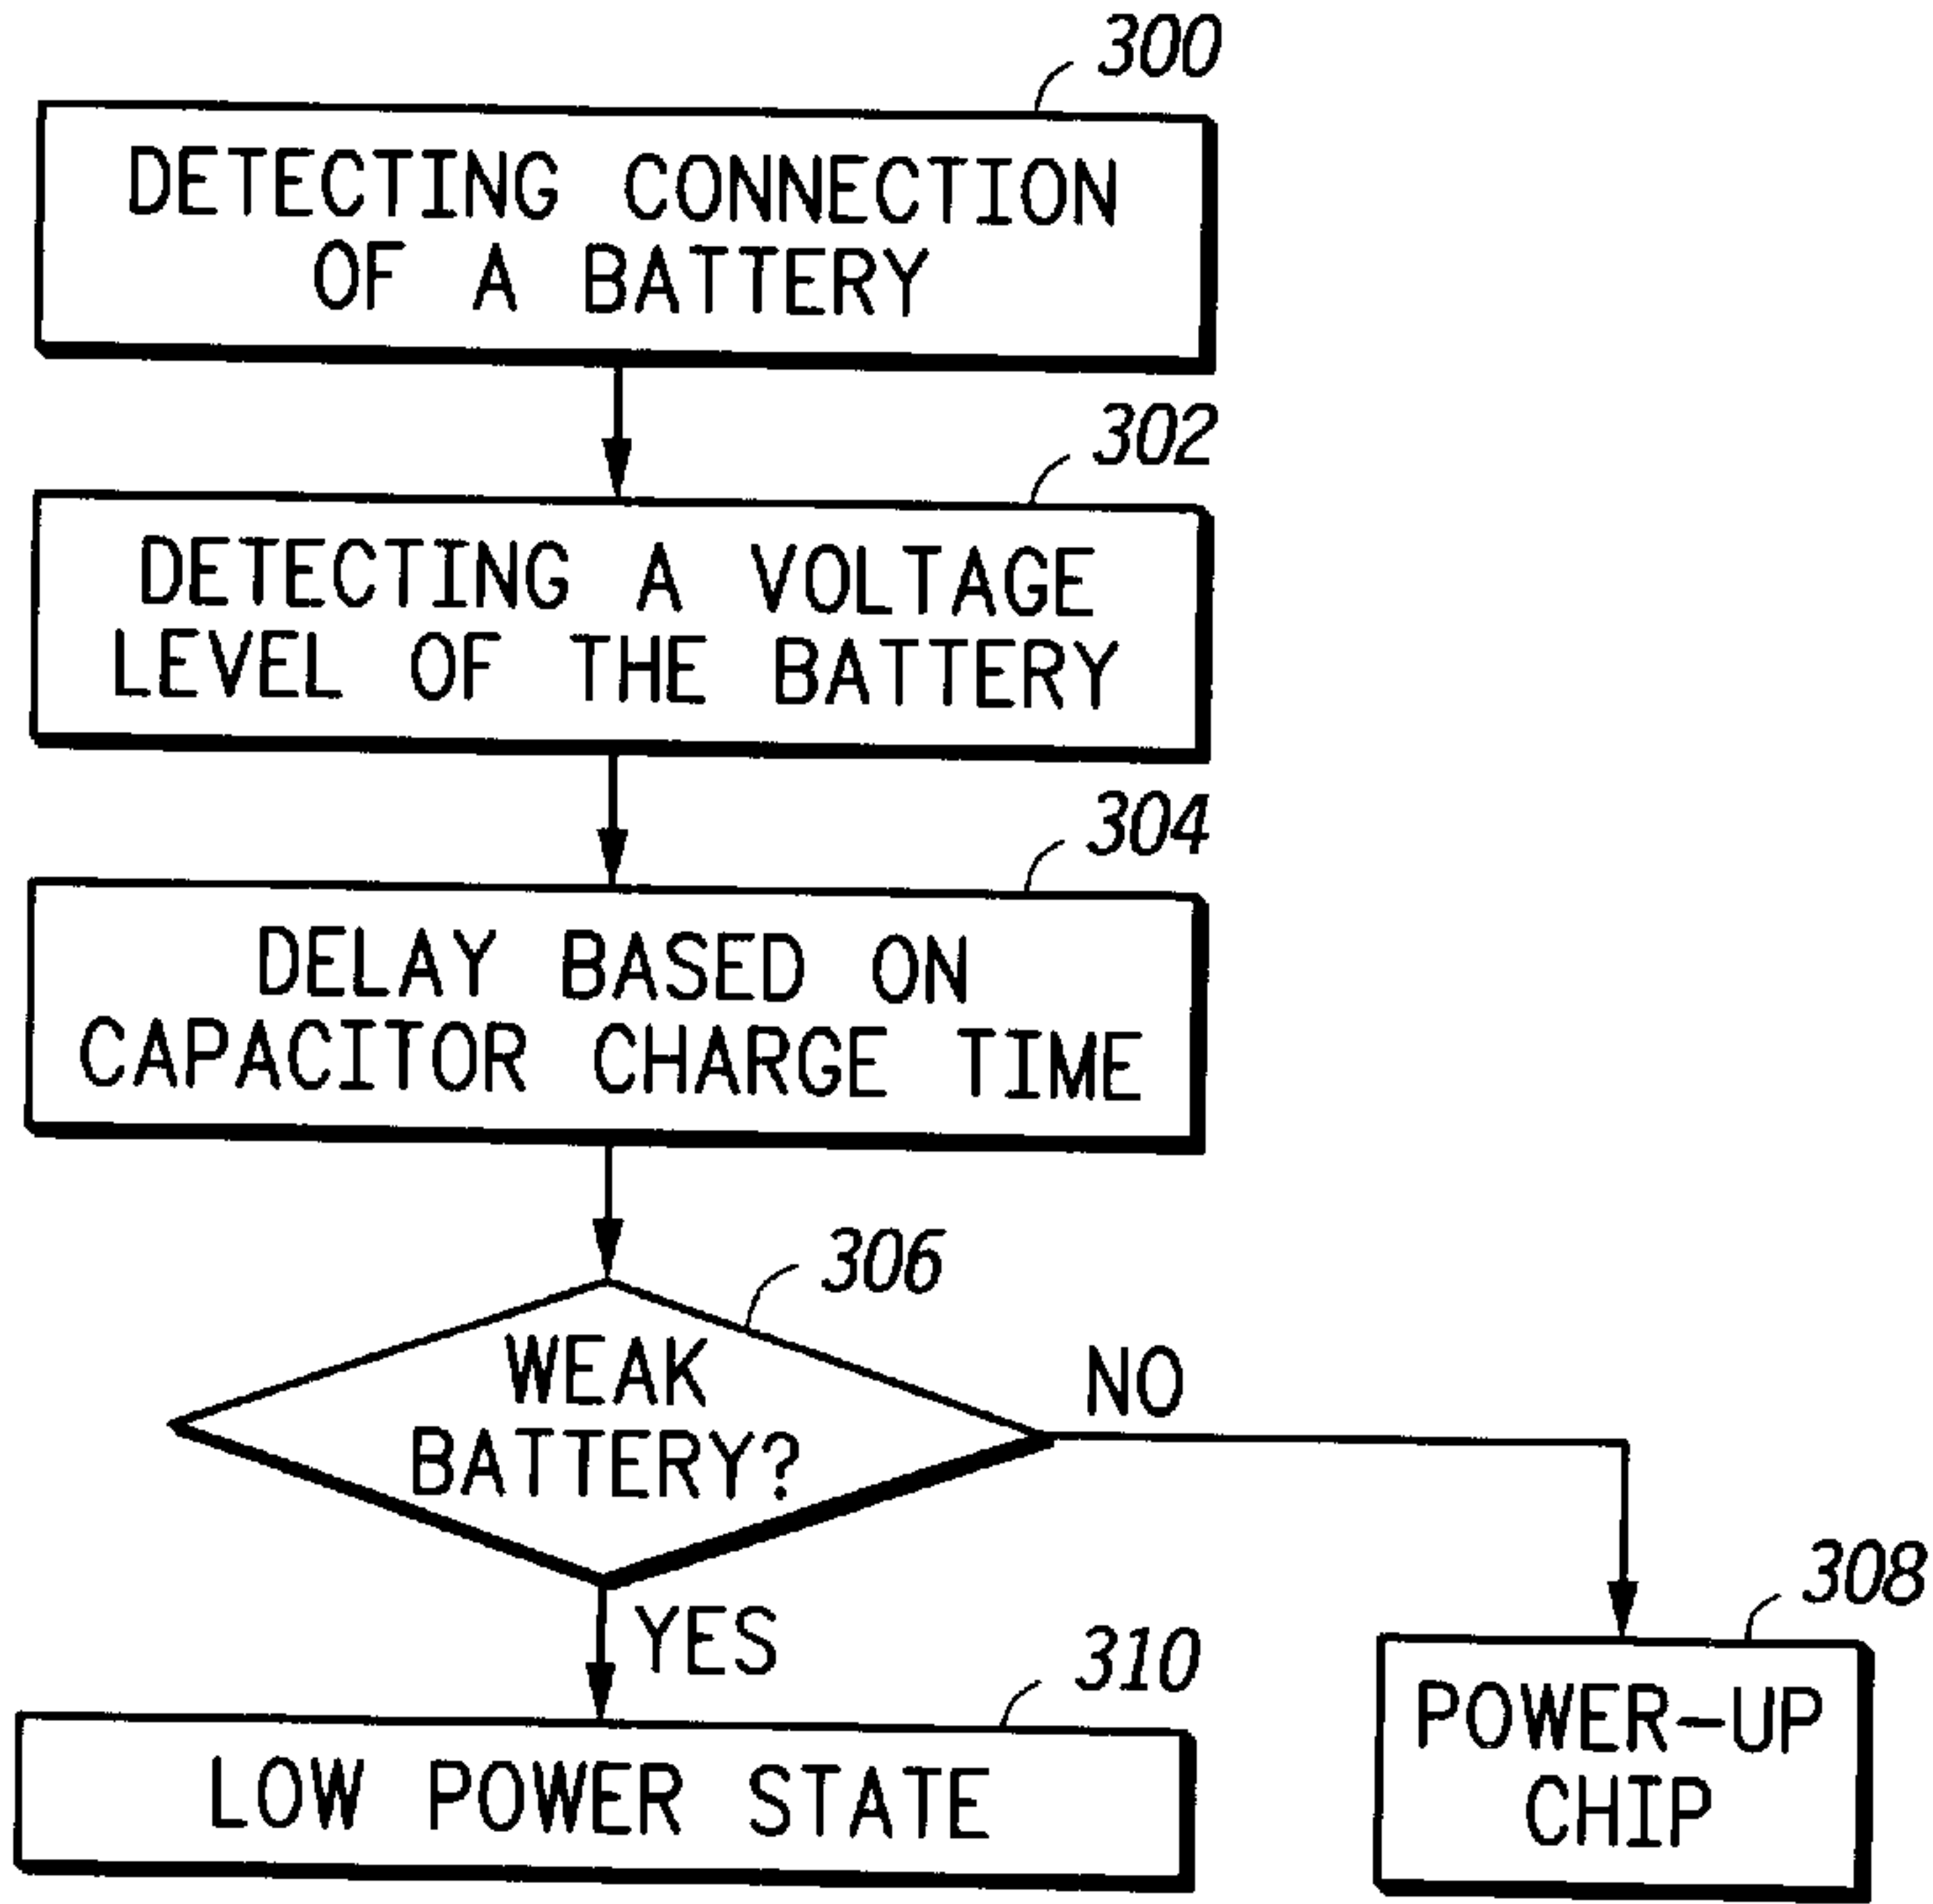 300
DETECTING CONNECTION
OF A BATTERY
302
DETECTING A VOLTAGE
LEVEL OF THE BATTERY
304
DELAY BASED ON
CAPACITOR CHARGE TIME
306
WEAK
BATTERY?
NO
YES
308
POWER-UP
CHIP
310
LOW POWER STATE